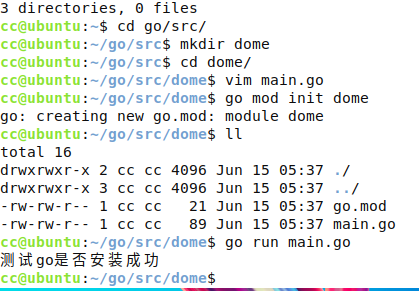 3 directories, 0 files
cc@ubuntu:~$ cd go/src/
cc@ubuntu:~/go/src$ mkdir dome
cc@ubuntu:~/go/src$ cd dome/
cc@ubuntu:~/go/src/dome$ vim main.go
cc@ubuntu:~/go/src/dome$ go mod init dome
go: creating new go.mod: module dome
cc@ubuntu:~/go/src/dome$ ll
total 16
drwxrwxr-x 2 cc cc 4096 Jun 15 05:37 ./
drwxrwxr-x 3 cc cc 4096 Jun 15 05:37 ../
-rw-rw-r-- 1 cc cc   21 Jun 15 05:37 go.mod
-rw-rw-r-- 1 cc cc   89 Jun 15 05:37 main.go
cc@ubuntu:~/go/src/dome$ go run main.go
测试go是否安装成功
cc@ubuntu:~/go/src/dome$